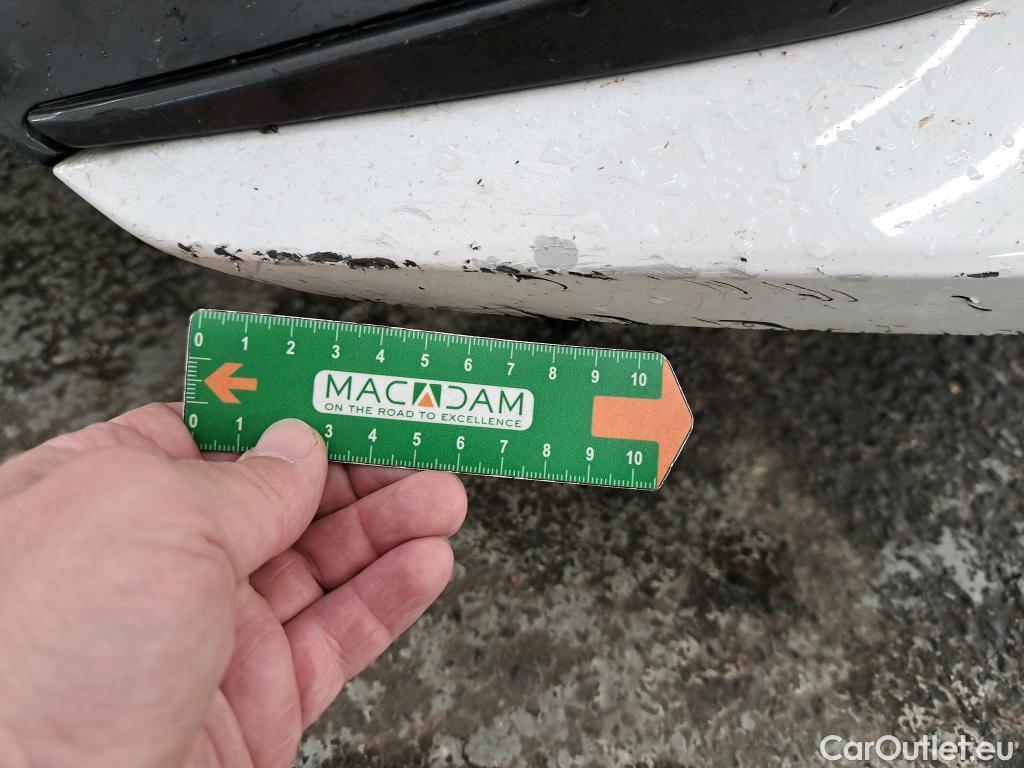 0 1 2 3 4 5 6 7 8 9 10
MACADAM
ON THE ROAD TO EXCELLENCE
0 1 3 4 5 6 7 8 9 10
CarOutlet.eu